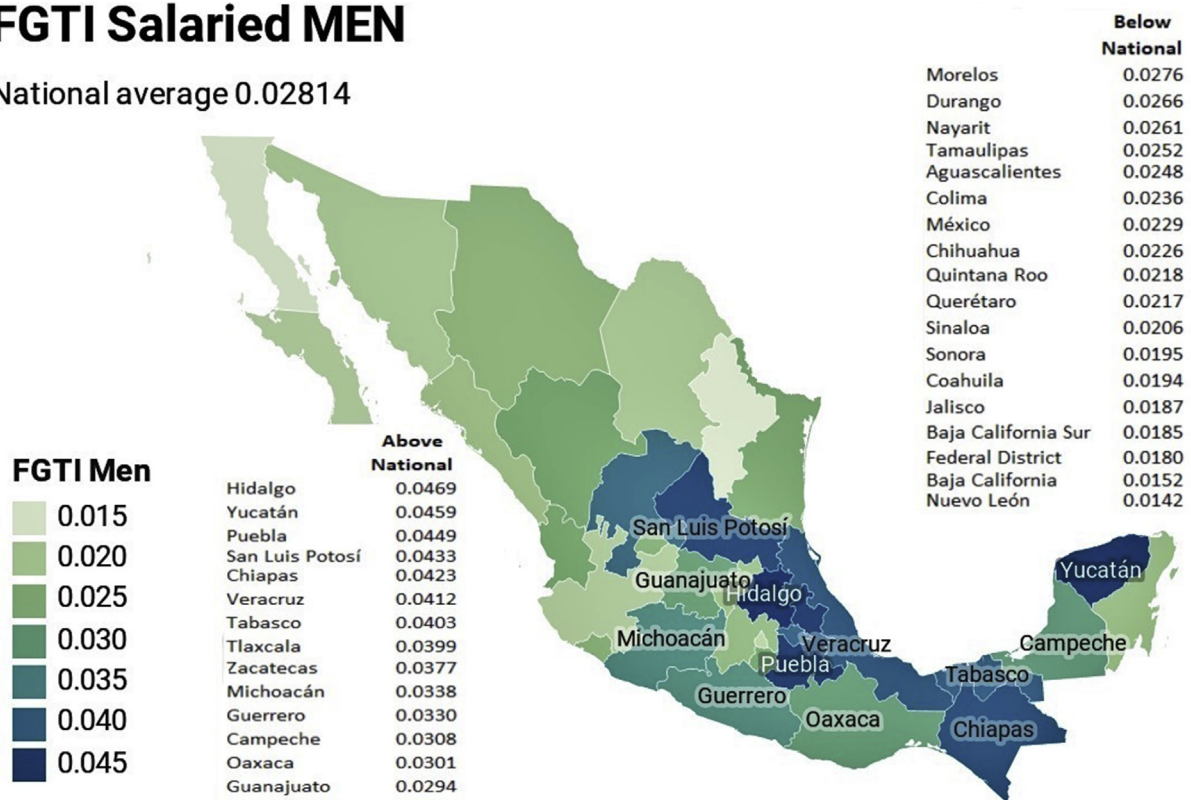 FGTI Salaried MEN
National average 0.02814
Below
National
Morelos 0.0276
Durango 0.0266
Nayarit 0.0261
Tamaulipas 0.0252
Aguascalientes 0.0248
Colima 0.0236
México 0.0229
Chihuahua 0.0226
Quintana Roo 0.0218
Querétaro 0.0217
Sinaloa 0.0206
Sonora 0.0195
Coahuila 0.0194
Jalisco 0.0187
Baja California Sur 0.0185
Federal District 0.0180
Baja California 0.0152
Nuevo León 0.0142
FGTI Men
0.015
0.020
0.025
0.030
0.035
0.040
0.045
Above
National
Hidalgo 0.0469
Yucatán 0.0459
Puebla 0.0449
San Luis Potosí 0.0433
Chiapas 0.0423
Veracruz 0.0412
Tabasco 0.0403
Tlaxcala 0.0399
Zacatecas 0.0377
Michoacán 0.0338
Guerrero 0.0330
Campeche 0.0308
Oaxaca 0.0301
Guanajuato 0.0294
San Luis Potosí
Guanajuato
Hidalgo
Michoacán
Veracruz
Puebla
Guerrero
Oaxaca
Yucatán
Campeche
Tabasco
Chiapas